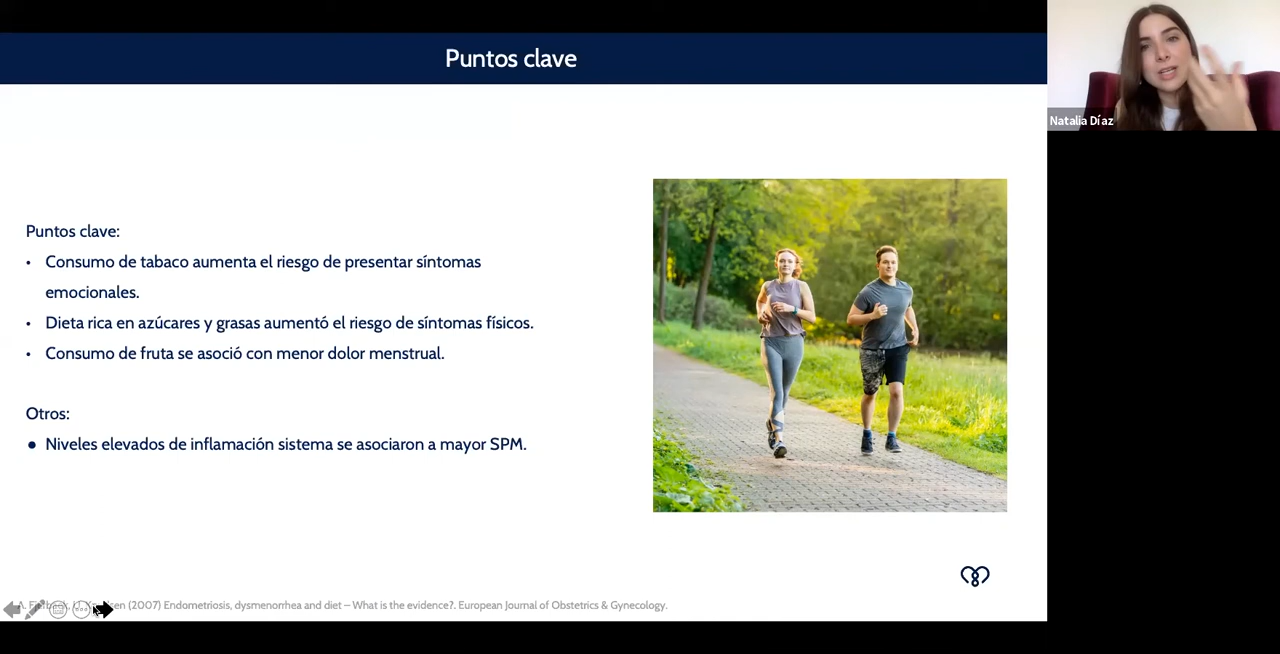 Puntos clave
Natalia Díaz
Puntos clave:
• Consumo de tabaco aumenta el riesgo de presentar síntomas
emocionales.
• Dieta rica en azúcares y grasas aumentó el riesgo de síntomas físicos.
• Consumo de fruta se asoció con menor dolor menstrual.
Otros:
● Niveles elevados de inflamación sistema se asociaron a mayor SPM.
(2007) Endometriosis, dysmenorrhea and diet – What is the evidence?. European Journal of Obstetrics & Gynecology.